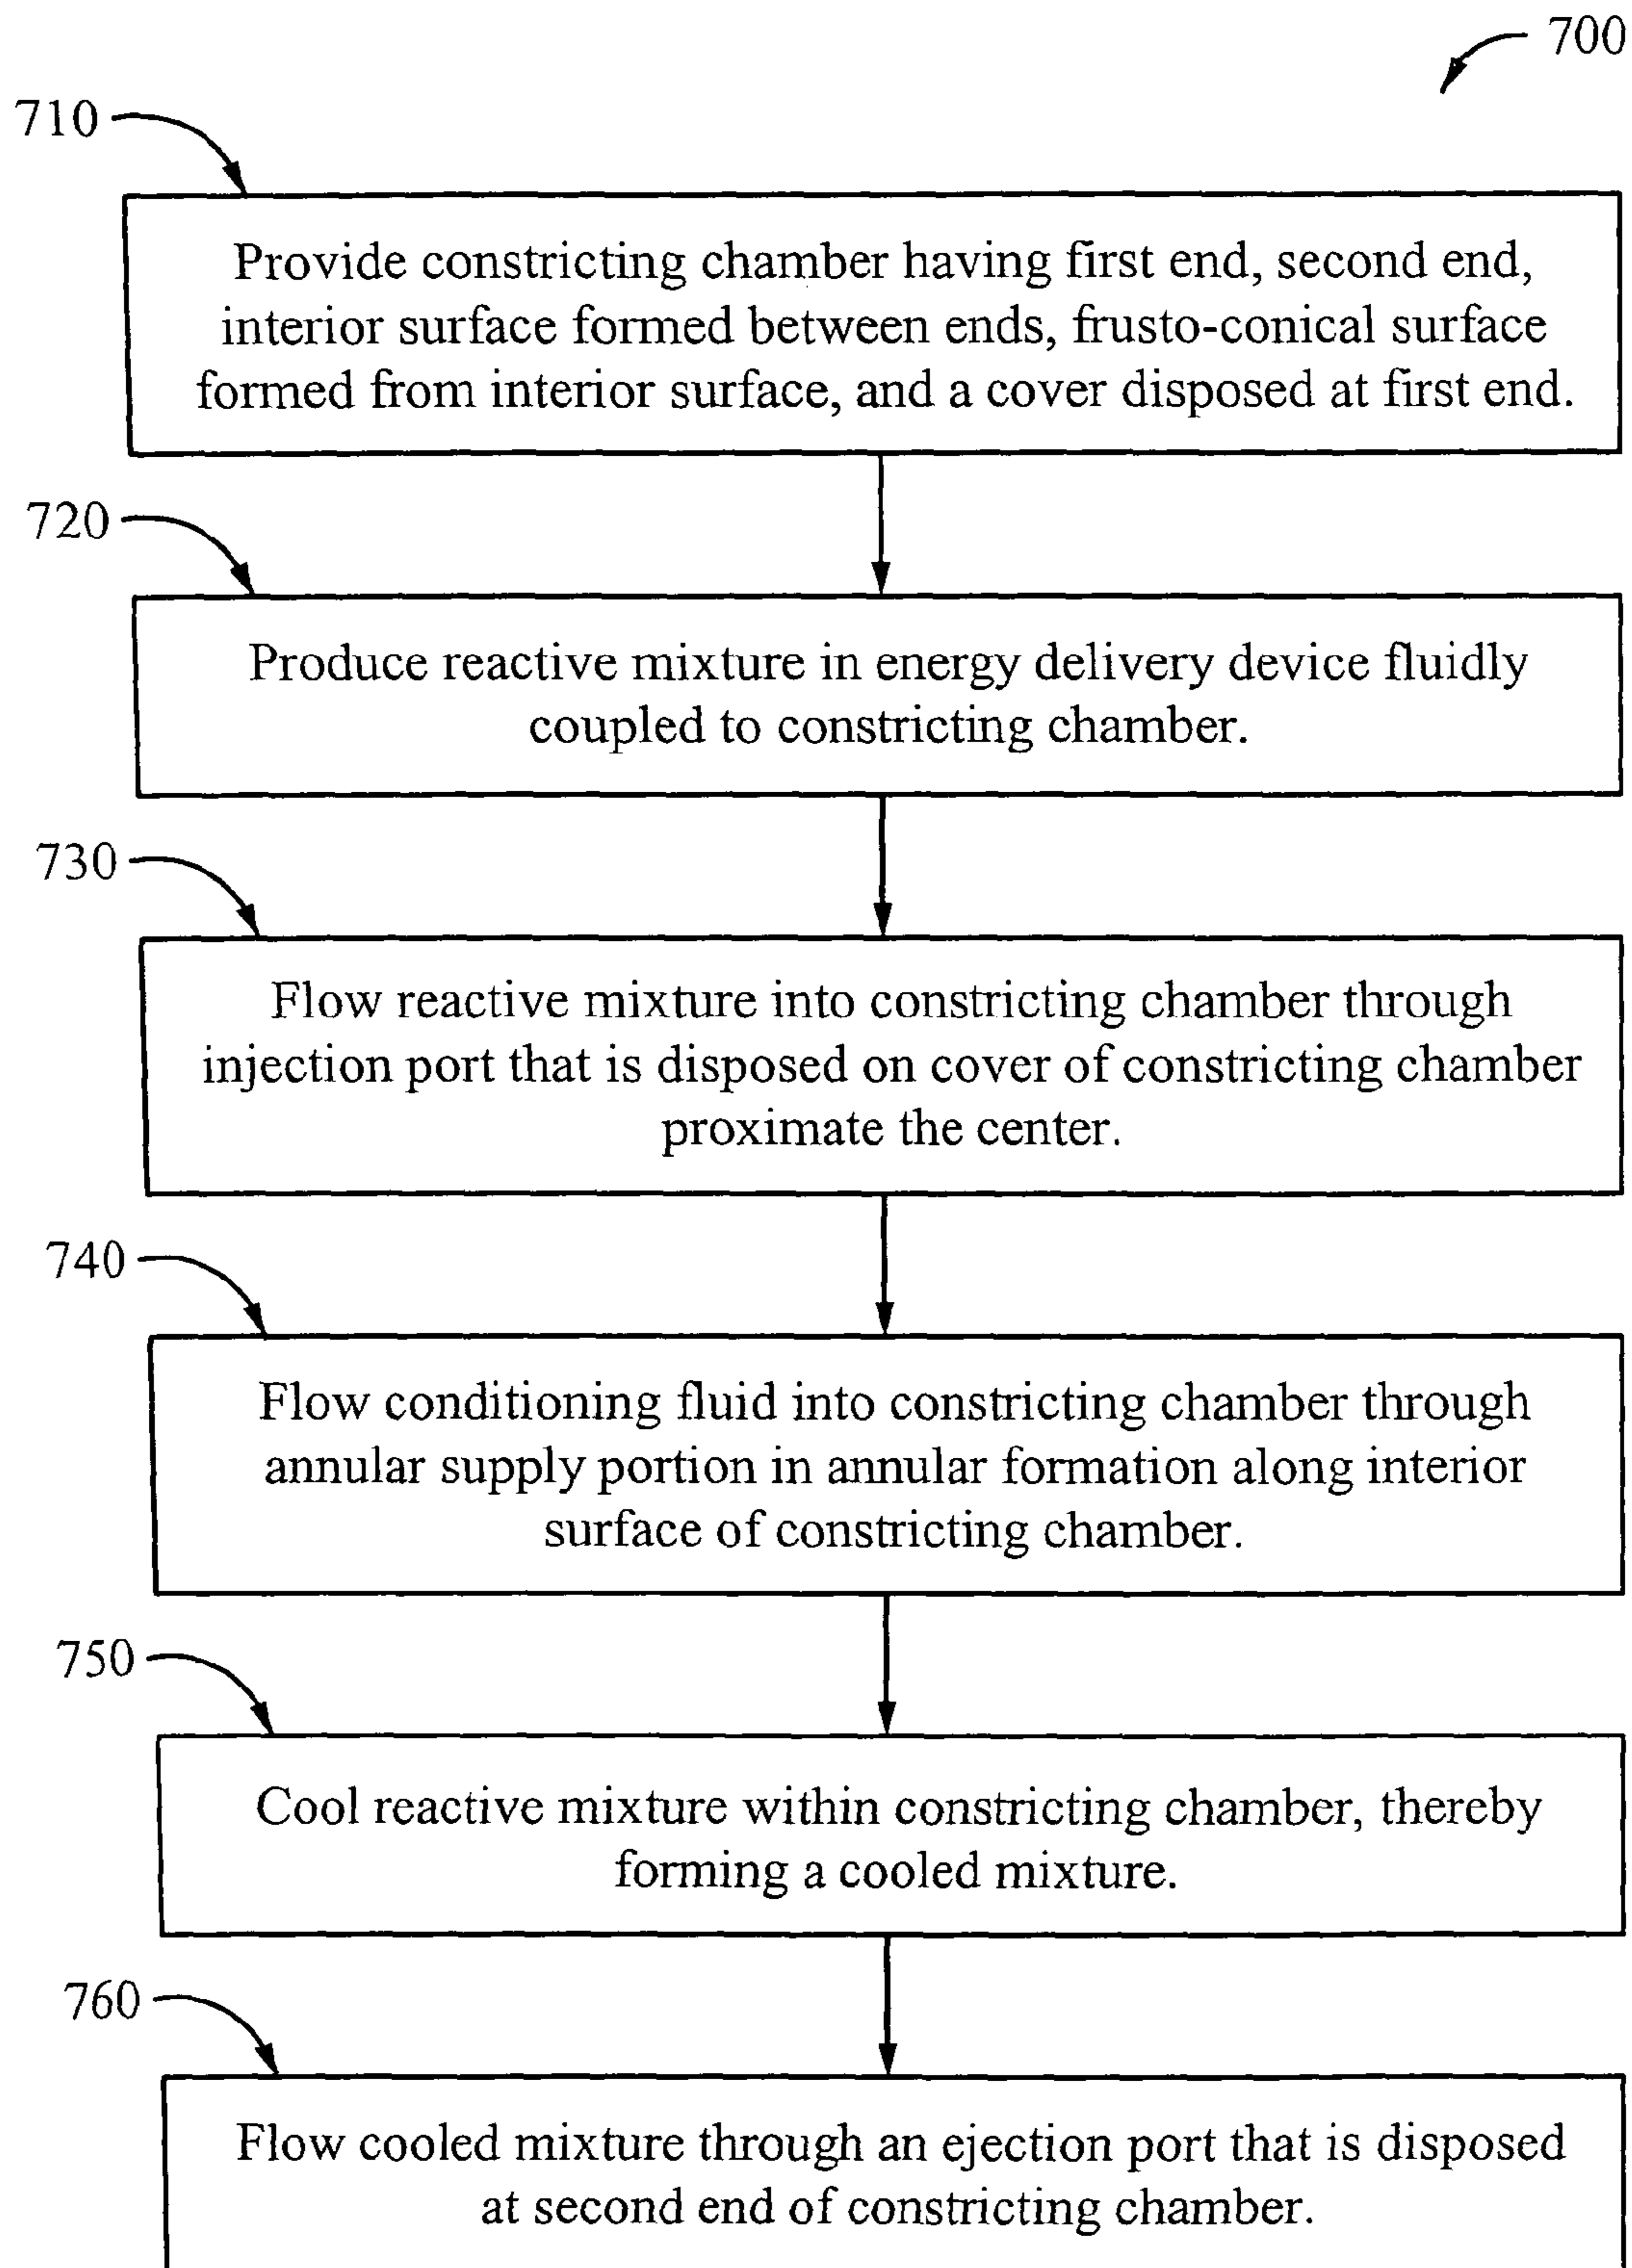 700
710
Provide constricting chamber having first end, second end,
interior surface formed between ends, frusto-conical surface
formed from interior surface, and a cover disposed at first end.
720
Produce reactive mixture in energy delivery device fluidly
coupled to constricting chamber.
730
Flow reactive mixture into constricting chamber through
injection port that is disposed on cover of constricting chamber
proximate the center.
740
Flow conditioning fluid into constricting chamber through
annular supply portion in annular formation along interior
surface of constricting chamber.
750
Cool reactive mixture within constricting chamber, thereby
forming a cooled mixture.
760
Flow cooled mixture through an ejection port that is disposed
at second end of constricting chamber.